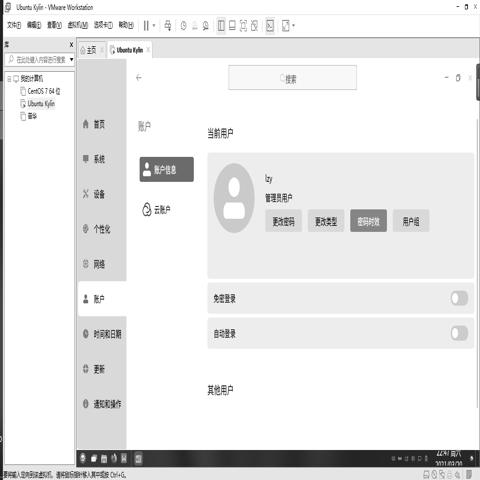 Ubuntu Kylin - VMware Workstation
文件(F) 编辑(E) 查看(V) 虚拟机(M) 选项卡(T) 帮助(H)
库
主页
Ubuntu Kylin
在此处键入内容进行搜索
我的计算机
CentOS 7 64 位
Ubuntu Kylin
搜索
首页
系统
设备
个性化
网络
账户
时间和日期
更新
通知和操作
账户
账户信息
云账户
当前用户
lzy
管理员用户
更改密码 更改类型 密码时效 用户组
免密登录
自动登录
其他用户
22:47 周六
要将输入定向到该虚拟机，请将鼠标指针移入其中或按 Ctrl+G。